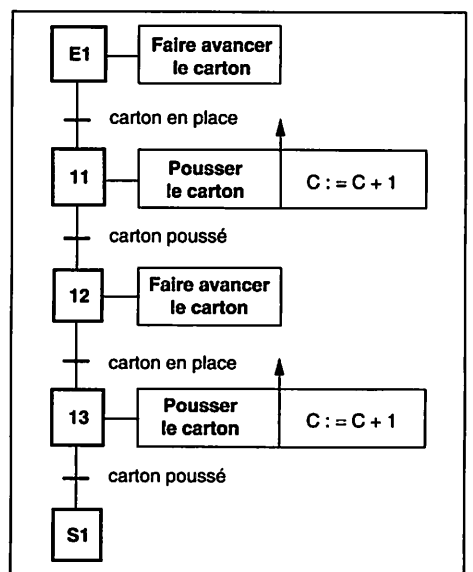 E1
Faire avancer
le carton
carton en place
11
Pousser
le carton
C : = C + 1
carton poussé
12
Faire avancer
le carton
carton en place
13
Pousser
le carton
C : = C + 1
carton poussé
S1